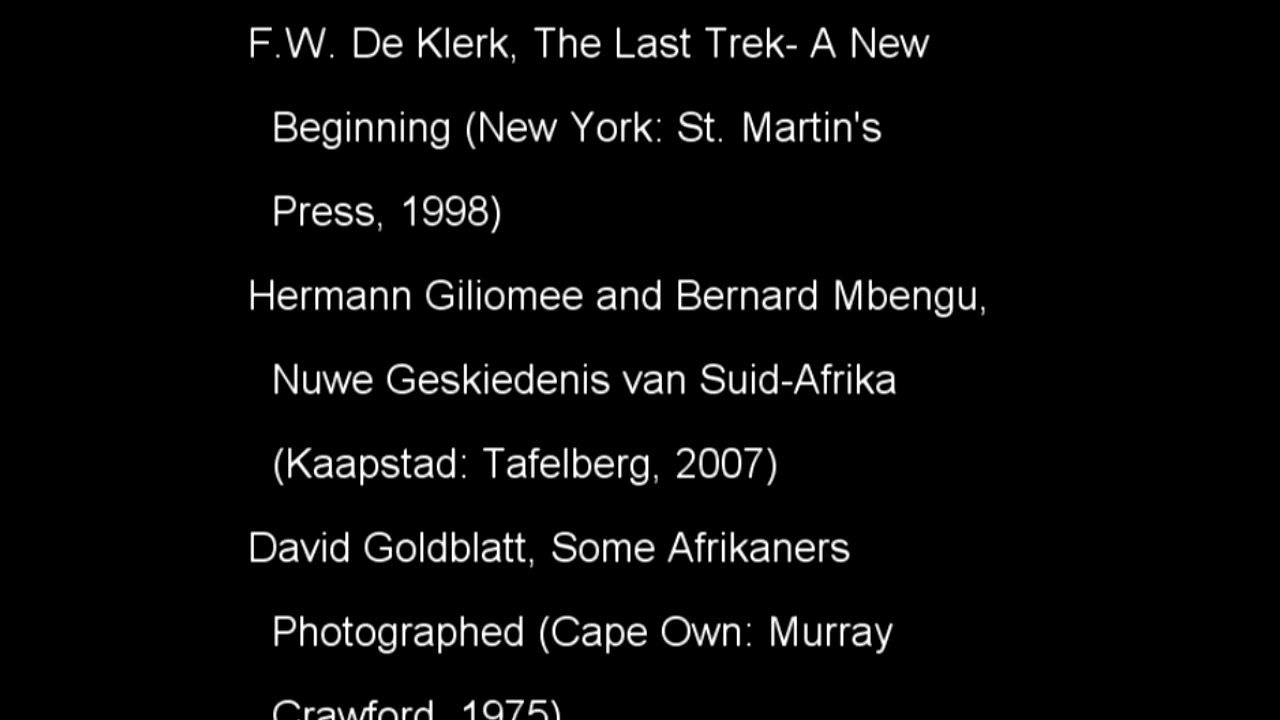 F.W. De Klerk, The Last Trek- A New
Beginning (New York: St. Martin's
Press, 1998)
Hermann Giliomee and Bernard Mbengu,
Nuwe Geskiedenis van Suid-Afrika
(Kaapstad: Tafelberg, 2007)
David Goldblatt, Some Afrikaners
Photographed (Cape Own: Murray
Crawford, 1975)